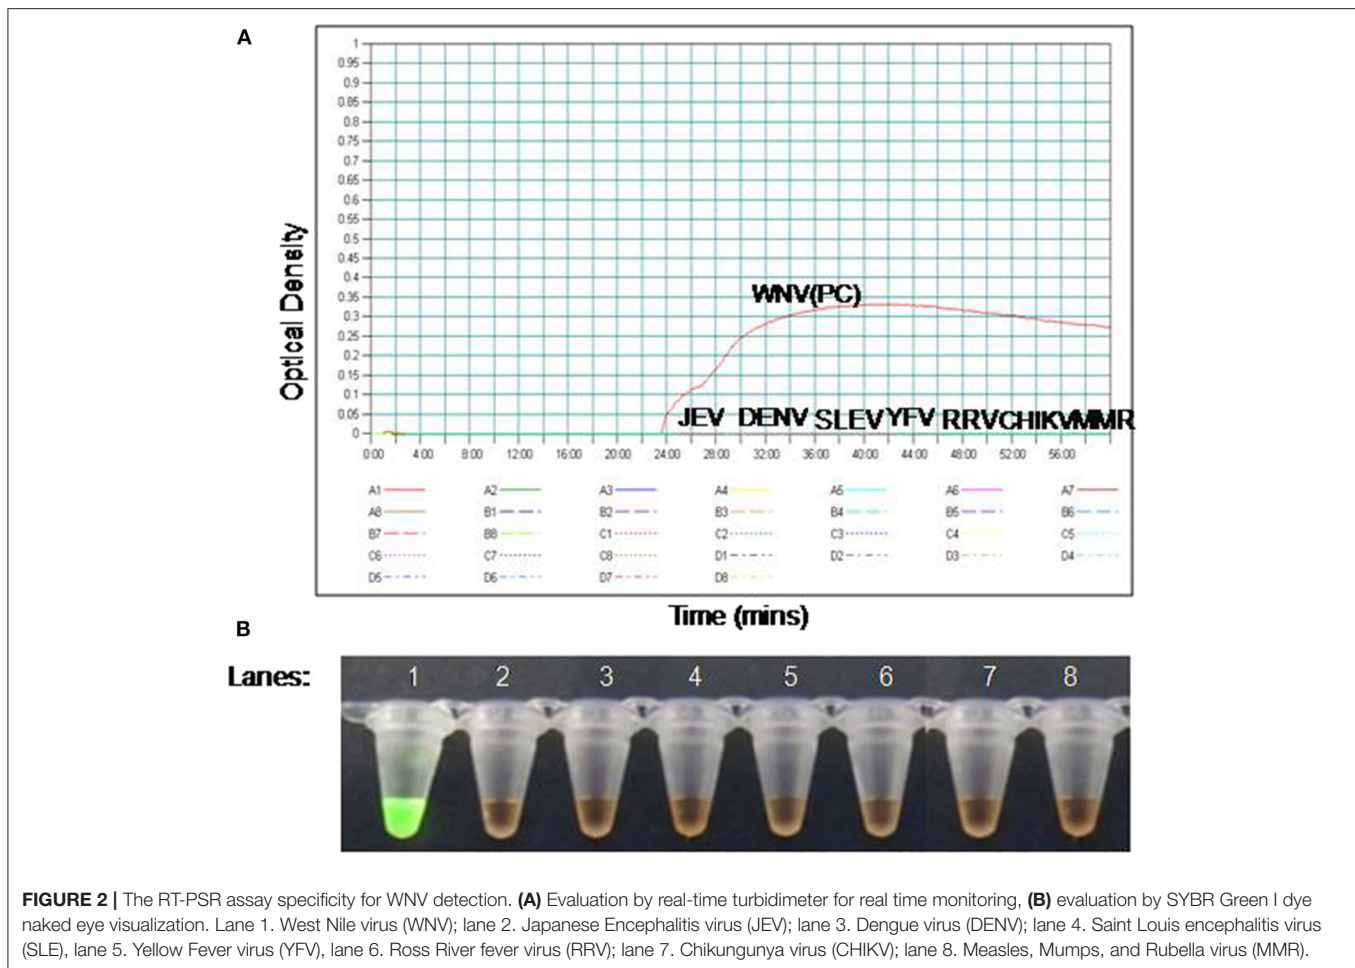 A
1
0.95
0.9
0.85
0.8
0.75
0.7
0.65
0.6
0.55
0.5
0.45
0.4
0.35
0.3
0.25
0.2
0.15
0.1
0.05
0
Optical Density
WNV(PC)
JEV DENV SLEV YFV RRV CHIKV MMR
0:00 4:00 8:00 12:00 16:00 20:00 24:00 28:00 32:00 36:00 40:00 44:00 48:00 52:00 56:00
A1 A2 A3 A4 A5 A6 A7
A8 B1 B2 B3 B4 B5 B6
B7 B8 C1 C2 C3 C4 C5
C6 C7 C8 D1 D2 D3 D4
D5 D6 D7 D8
Time (mins)
B
Lanes: 1 2 3 4 5 6 7 8
FIGURE 2 | The RT-PSR assay specificity for WNV detection. (A) Evaluation by real-time turbidimeter for real time monitoring, (B) evaluation by SYBR Green I dye
naked eye visualization. Lane 1. West Nile virus (WNV); lane 2. Japanese Encephalitis virus (JEV); lane 3. Dengue virus (DENV); lane 4. Saint Louis encephalitis virus
(SLE), lane 5. Yellow Fever virus (YFV), lane 6. Ross River fever virus (RRV); lane 7. Chikungunya virus (CHIKV); lane 8. Measles, Mumps, and Rubella virus (MMR).